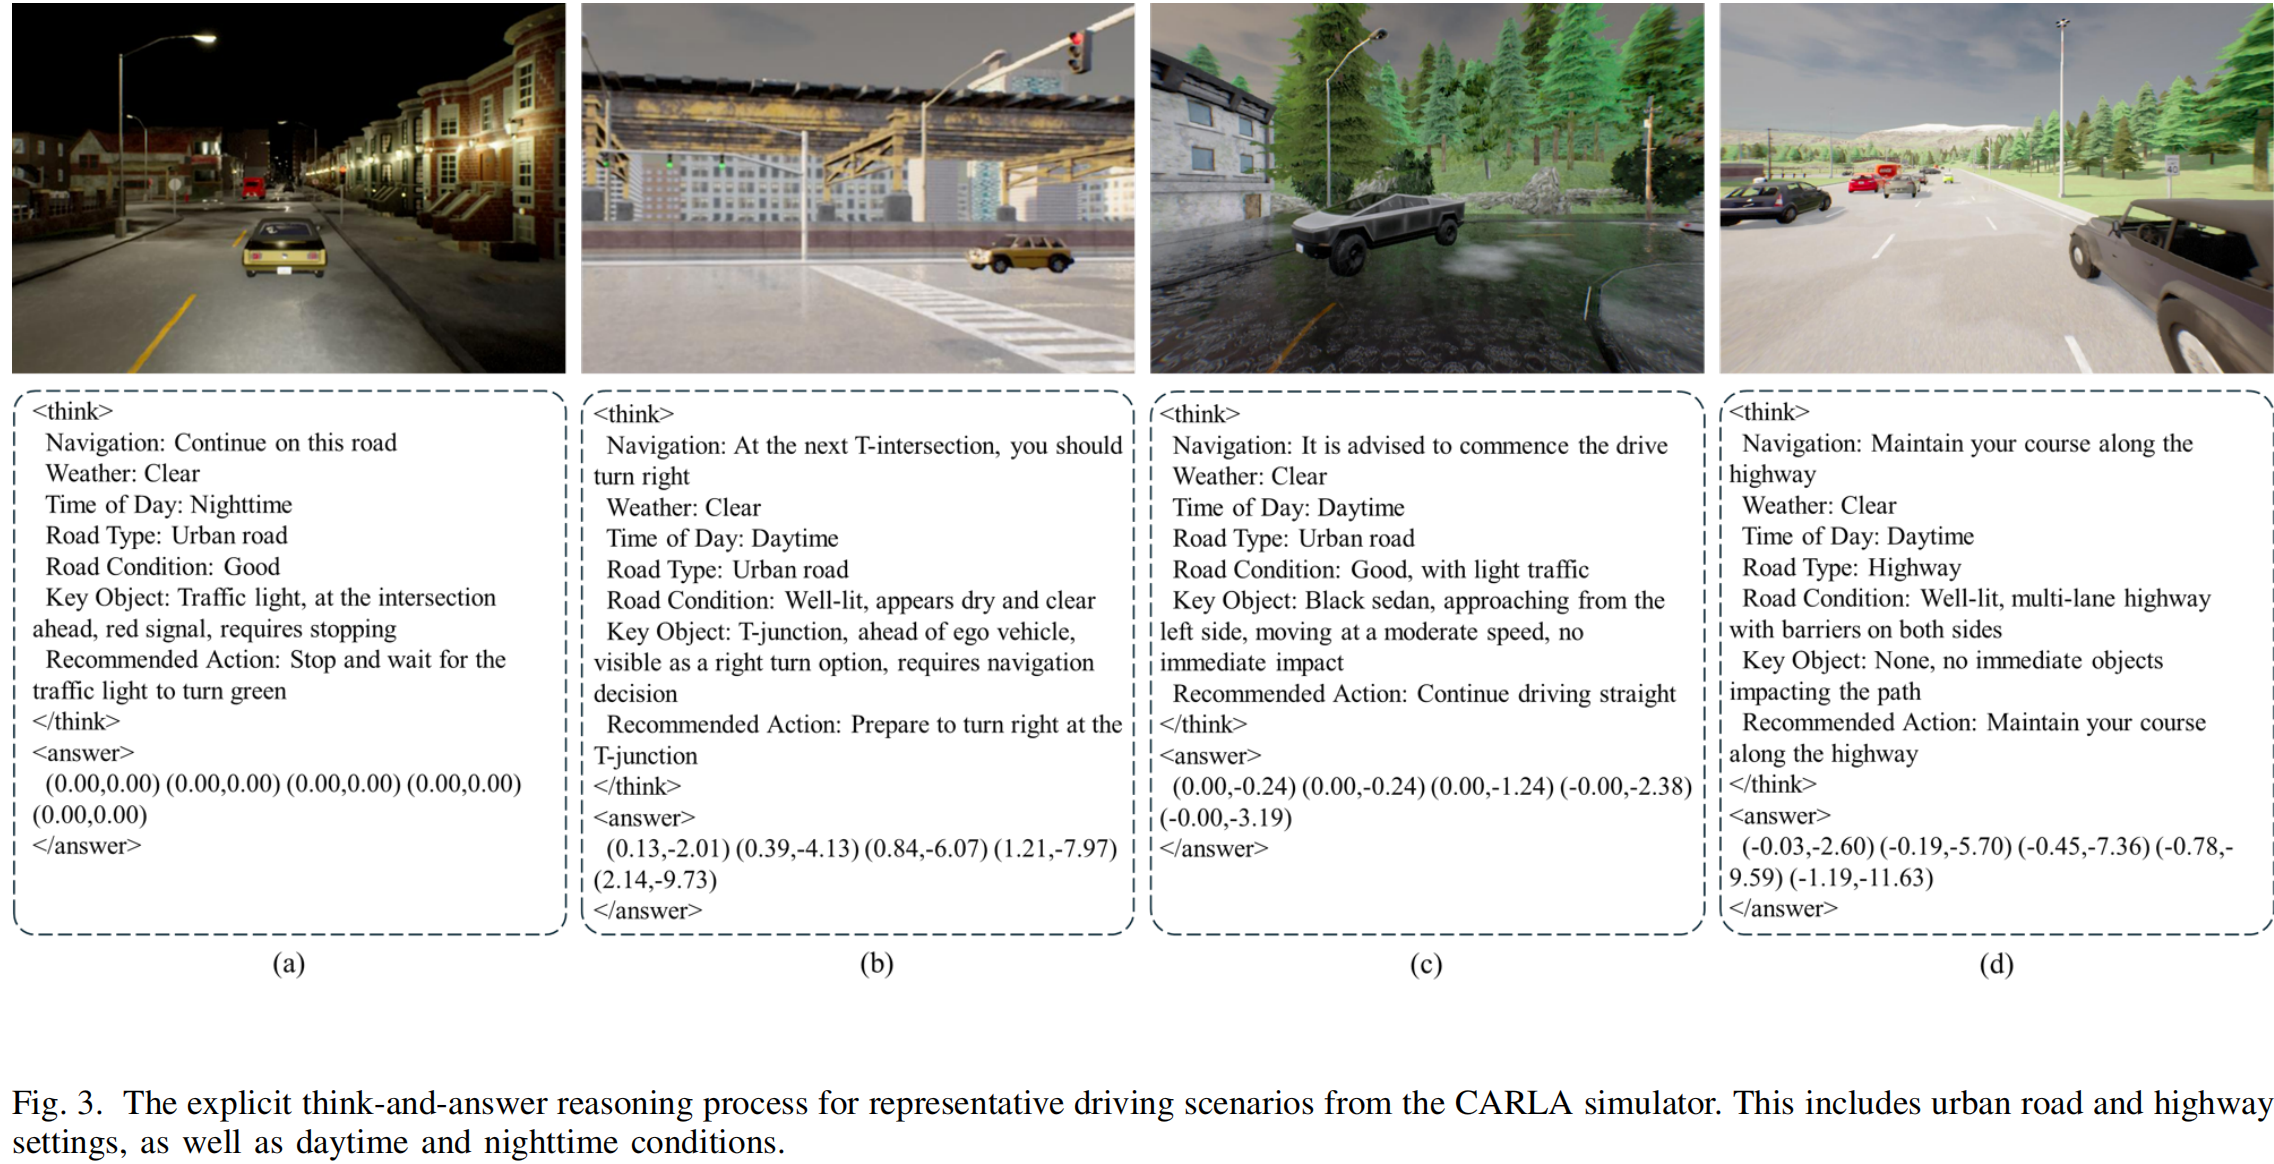 <think>
Navigation: Continue on this road
Weather: Clear
Time of Day: Nighttime
Road Type: Urban road
Road Condition: Good
Key Object: Traffic light, at the intersection
ahead, red signal, requires stopping
Recommended Action: Stop and wait for the
traffic light to turn green
</think>
<answer>
(0.00,0.00) (0.00,0.00) (0.00,0.00) (0.00,0.00)
(0.00,0.00)
</answer>
(a)
<think>
Navigation: At the next T-intersection, you should
turn right
Weather: Clear
Time of Day: Daytime
Road Type: Urban road
Road Condition: Well-lit, appears dry and clear
Key Object: T-junction, ahead of ego vehicle,
visible as a right turn option, requires navigation
decision
Recommended Action: Prepare to turn right at the
T-junction
</think>
<answer>
(0.13,-2.01) (0.39,-4.13) (0.84,-6.07) (1.21,-7.97)
(2.14,-9.73)
</answer>
(b)
<think>
Navigation: It is advised to commence the drive
Weather: Clear
Time of Day: Daytime
Road Type: Urban road
Road Condition: Good, with light traffic
Key Object: Black sedan, approaching from the
left side, moving at a moderate speed, no
immediate impact
Recommended Action: Continue driving straight
</think>
<answer>
(0.00,-0.24) (0.00,-0.24) (0.00,-1.24) (-0.00,-2.38)
(-0.00,-3.19)
</answer>
(c)
<think>
Navigation: Maintain your course along the
highway
Weather: Clear
Time of Day: Daytime
Road Type: Highway
Road Condition: Well-lit, multi-lane highway
with barriers on both sides
Key Object: None, no immediate objects
impacting the path
Recommended Action: Maintain your course
along the highway
</think>
<answer>
(-0.03,-2.60) (-0.19,-5.70) (-0.45,-7.36) (-0.78,-
9.59) (-1.19,-11.63)
</answer>
(d)
Fig. 3. The explicit think-and-answer reasoning process for representative driving scenarios from the CARLA simulator. This includes urban road and highway
settings, as well as daytime and nighttime conditions.